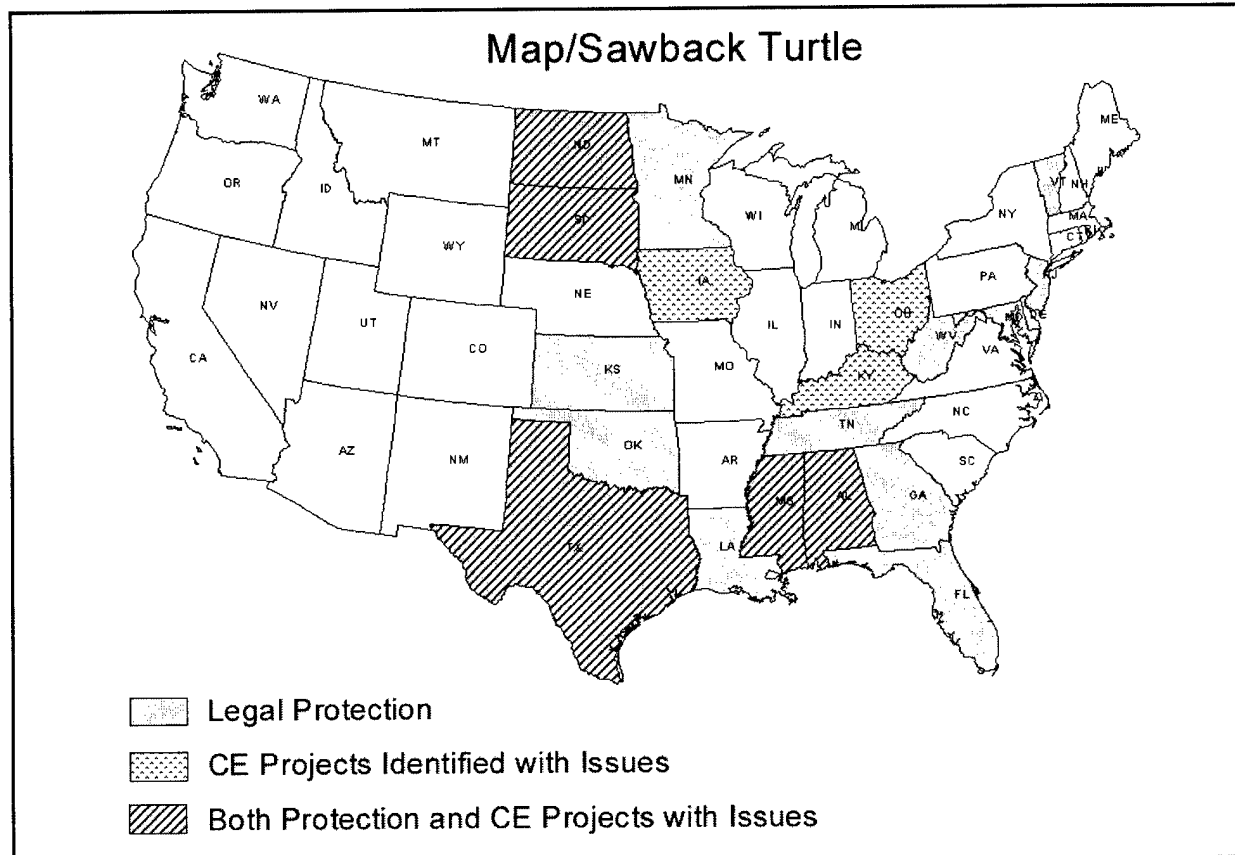 Map/Sawback Turtle
WA
MT
ND
MN
ME
OR
ID
SD
WI
MI
VT
NH
NY
MA
CT
RI
WY
IA
PA
NE
NV
UT
CO
IL
IN
OH
WV
VA
DE
CA
KS
MO
KY
NC
TN
OK
AZ
NM
AR
SC
MS
AL
GA
TX
LA
FL
Legal Protection
CE Projects Identified with Issues
Both Protection and CE Projects with Issues